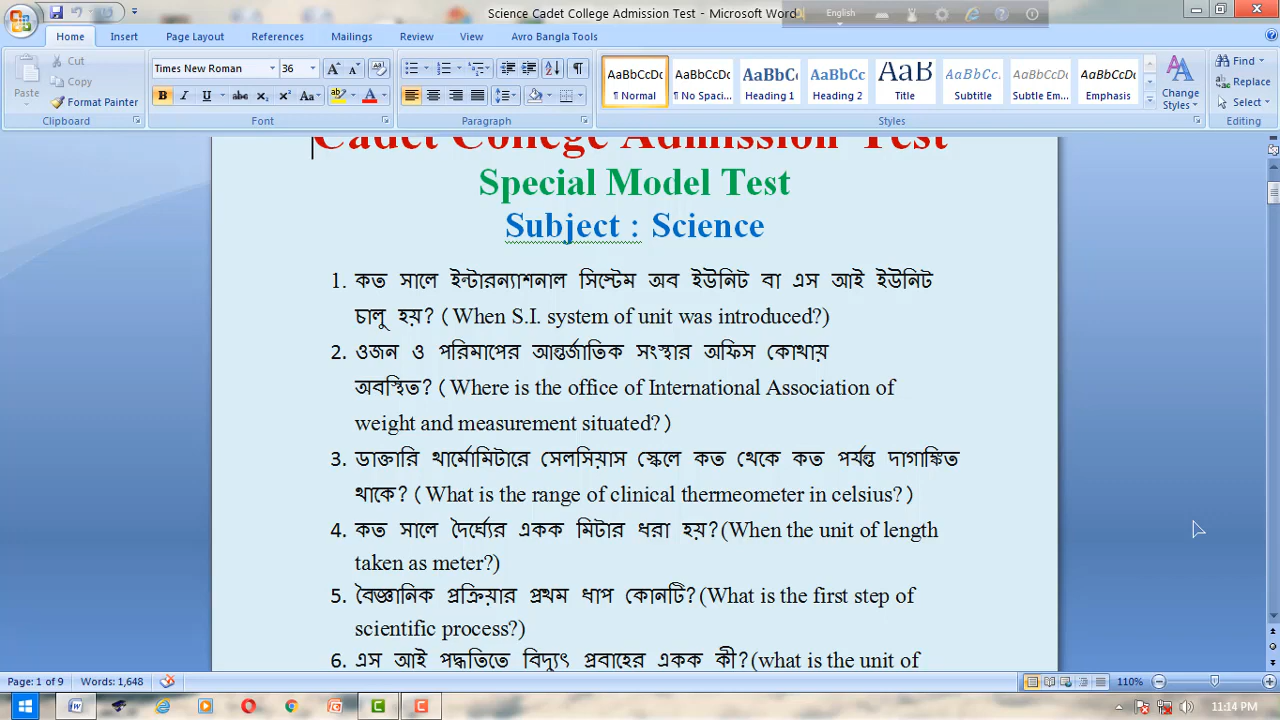 Science Cadet College Admission Test - Microsoft Word
English
Home Insert Page Layout References Mailings Review View Avro Bangla Tools
Paste
Cut
Copy
Format Painter
Clipboard
Times New Roman 36
B I U abc x₂ x² Aa
Font
Paragraph
AaBbCcDc AaBbCcDc AaBbCc AaBbCc AaB AaBbCc. AaBbCcDc AaBbCcDc
¶ Normal ¶ No Spaci... Heading 1 Heading 2 Title Subtitle Subtle Em... Emphasis
Change Styles
Styles
Find
Replace
Select
Editing
Cadet College Admission Test
Special Model Test
Subject : Science
1. কত সালে ইন্টারন্যাশনাল সিস্টেম অব ইউনিট বা এস আই ইউনিট
চালু হয়? ( When S.I. system of unit was introduced?)
2. ওজন ও পরিমাপের আন্তর্জাতিক সংস্থার অফিস কোথায়
অবস্থিত? ( Where is the office of International Association of
weight and measurement situated? )
3. ডাক্তারি থার্মোমিটারে সেলসিয়াস স্কেলে কত থেকে কত পর্যন্ত দাগাঙ্কিত
থাকে? ( What is the range of clinical thermeometer in celsius? )
4. কত সালে দৈর্ঘ্যের একক মিটার ধরা হয়?(When the unit of length
taken as meter?)
5. বৈজ্ঞানিক প্রক্রিয়ার প্রথম ধাপ কোনটি?(What is the first step of
scientific process?)
6. এস আই পদ্ধতিতে বিদ্যুৎ প্রবাহের একক কী?(what is the unit of
Page: 1 of 9 Words: 1,648 110%
11:14 PM